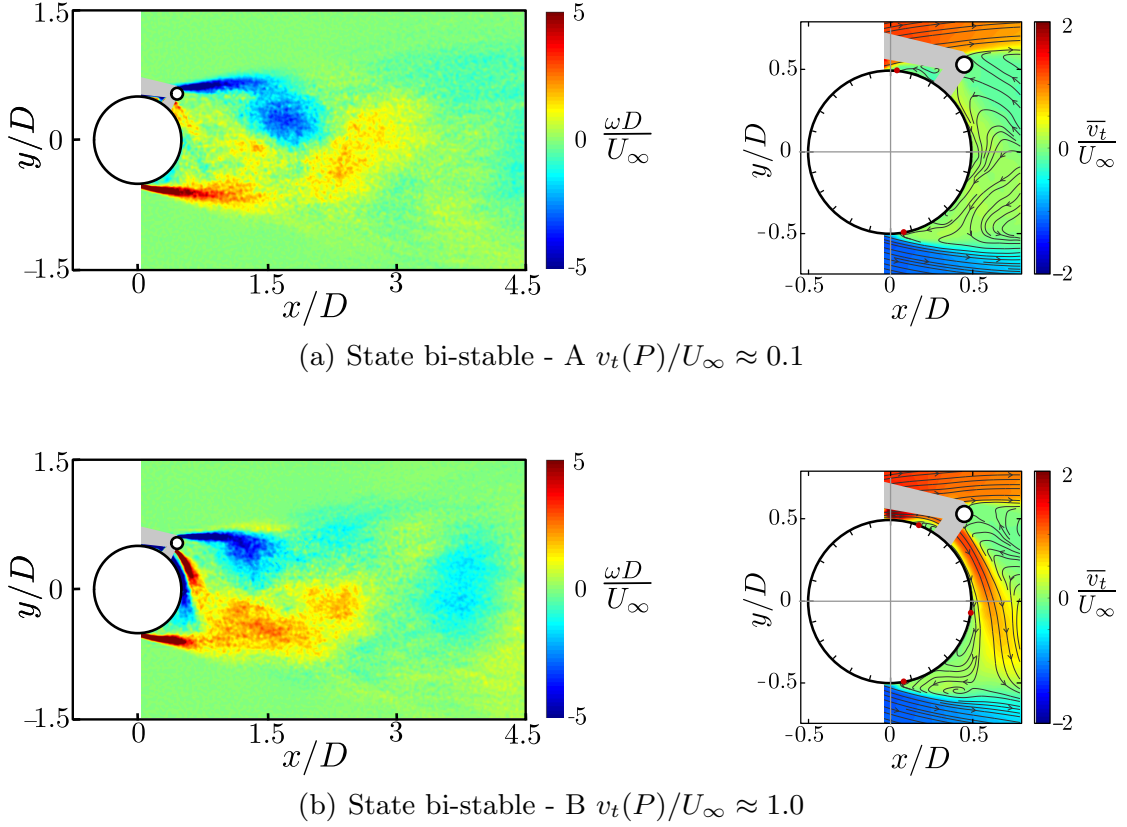 1.5
0
−1.5
y/D
0
1.5
3
4.5
x/D
5
0
-5
ωD
U∞
0.5
0
-0.5
y/D
-0.5
0
0.5
x/D
2
0
−2
v̅t̅
U∞
(a) State bi-stable - A vt(P)/U∞ ≈ 0.1
1.5
0
−1.5
y/D
0
1.5
3
4.5
x/D
5
0
-5
ωD
U∞
0.5
0
-0.5
y/D
-0.5
0
0.5
x/D
2
0
−2
v̅t̅
U∞
(b) State bi-stable - B vt(P)/U∞ ≈ 1.0